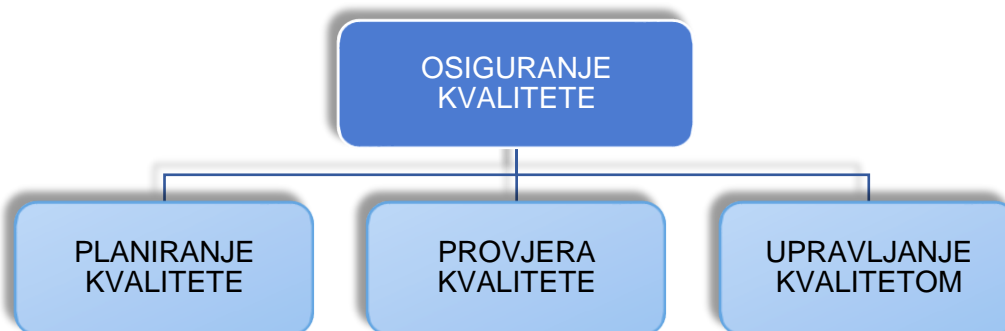 OSIGURANJE
KVALITETE
PLANIRANJE
KVALITETE
PROVJERA
KVALITETE
UPRAVLJANJE
KVALITETOM